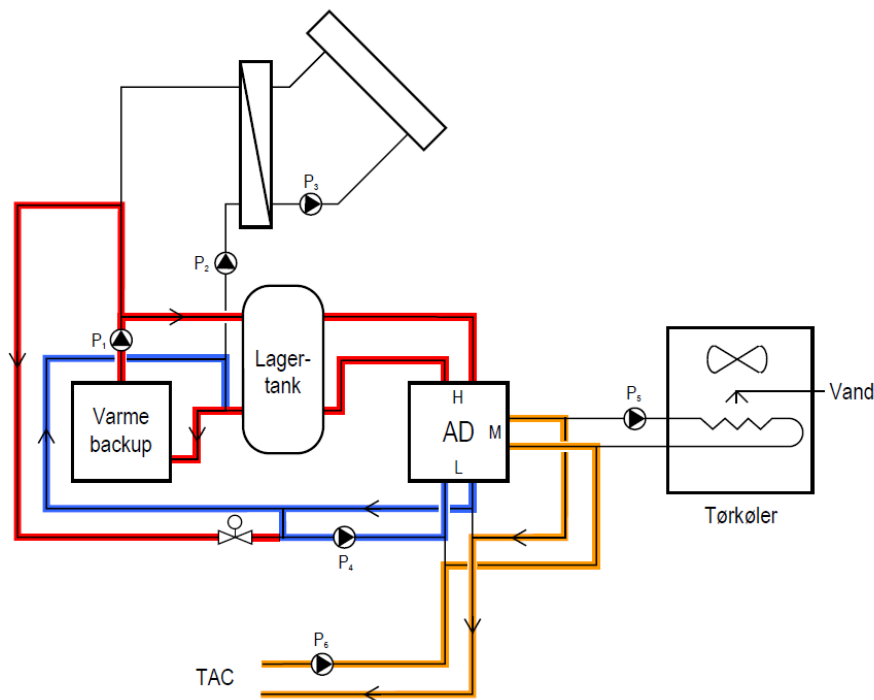 P3
P2
P1
Lager-
tank
Varme
backup
H
AD
M
L
P5
Vand
Tørkøler
P4
P6
TAC